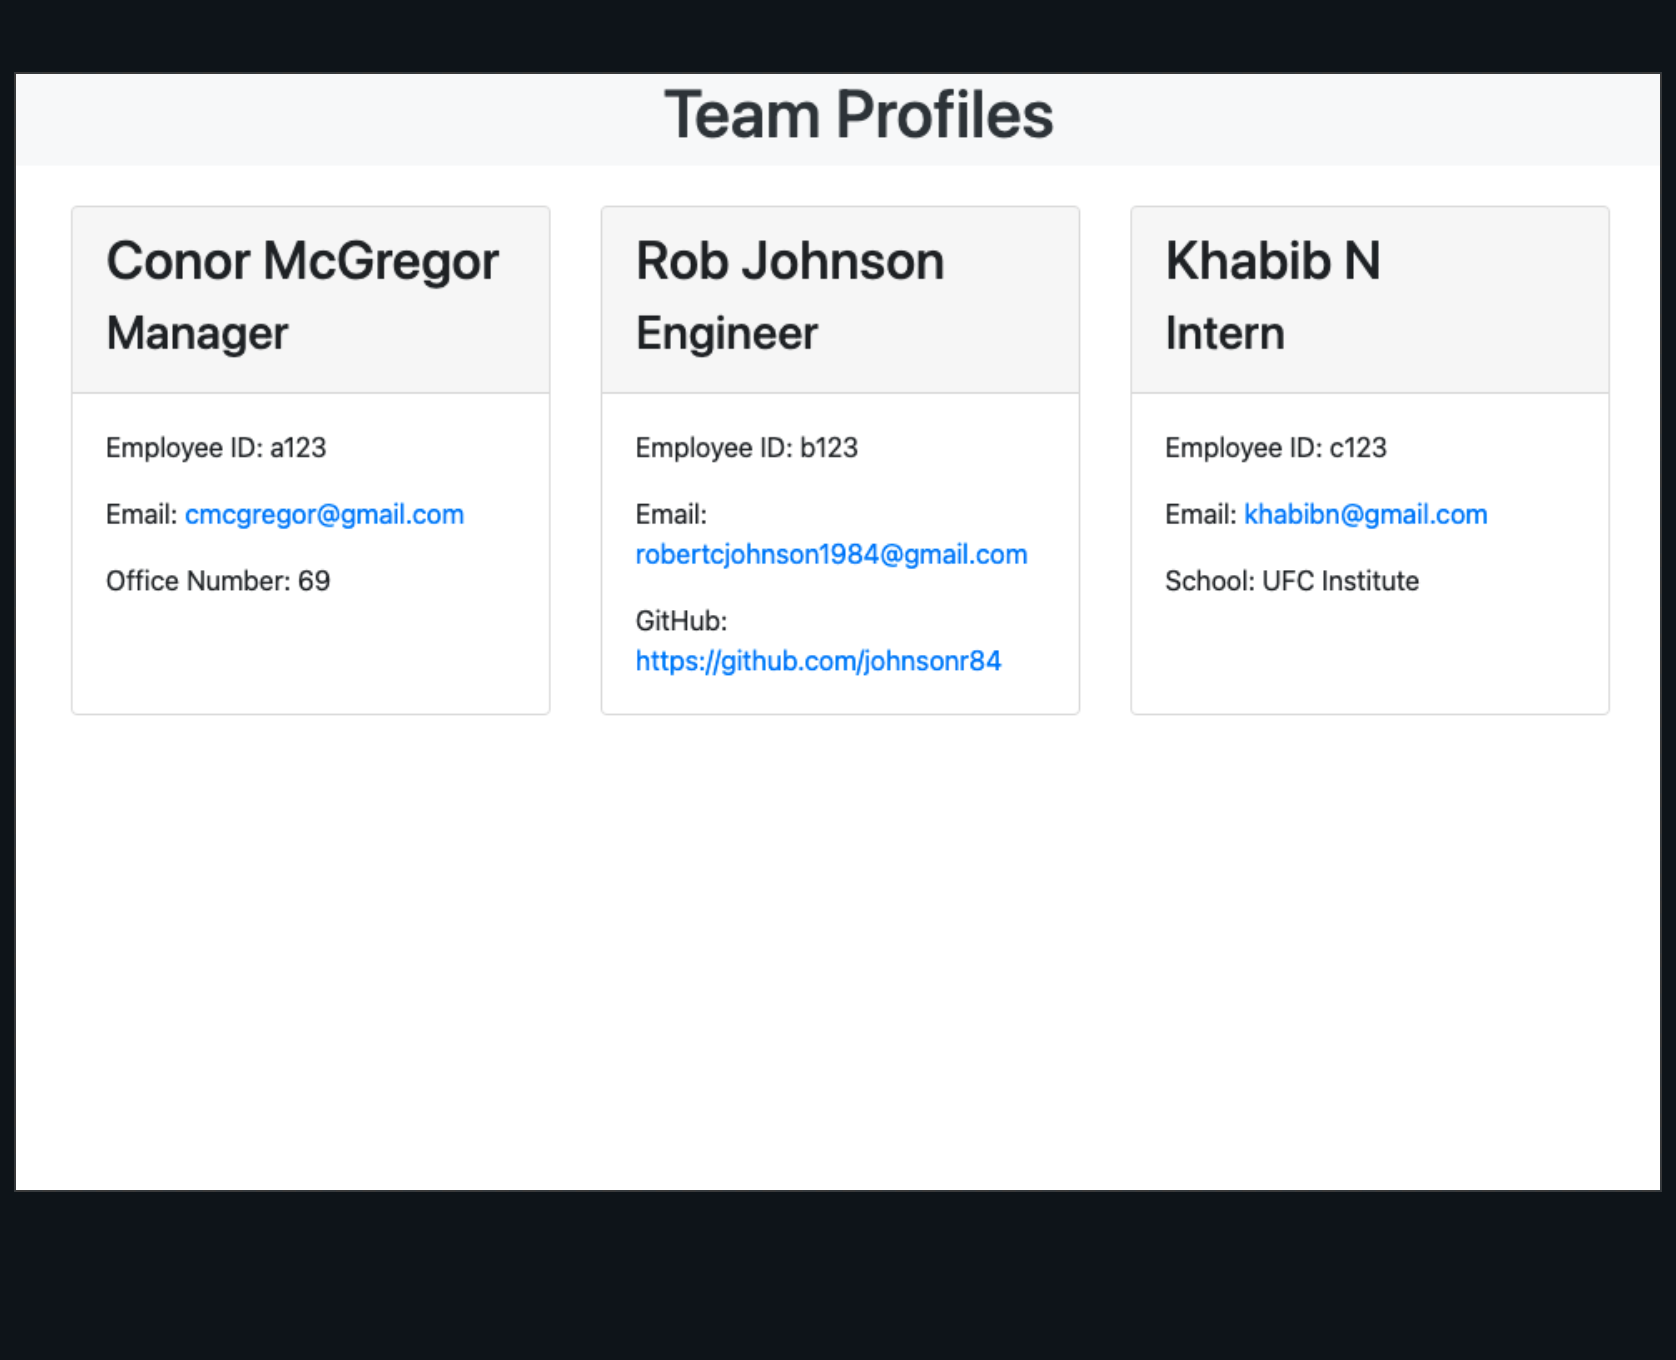 Team Profiles
Conor McGregor
Manager
Employee ID: a123
Email: cmcgregor@gmail.com
Office Number: 69
Rob Johnson
Engineer
Employee ID: b123
Email:
robertcjohnson1984@gmail.com
GitHub:
https://github.com/johnsonr84
Khabib N
Intern
Employee ID: c123
Email: khabibn@gmail.com
School: UFC Institute